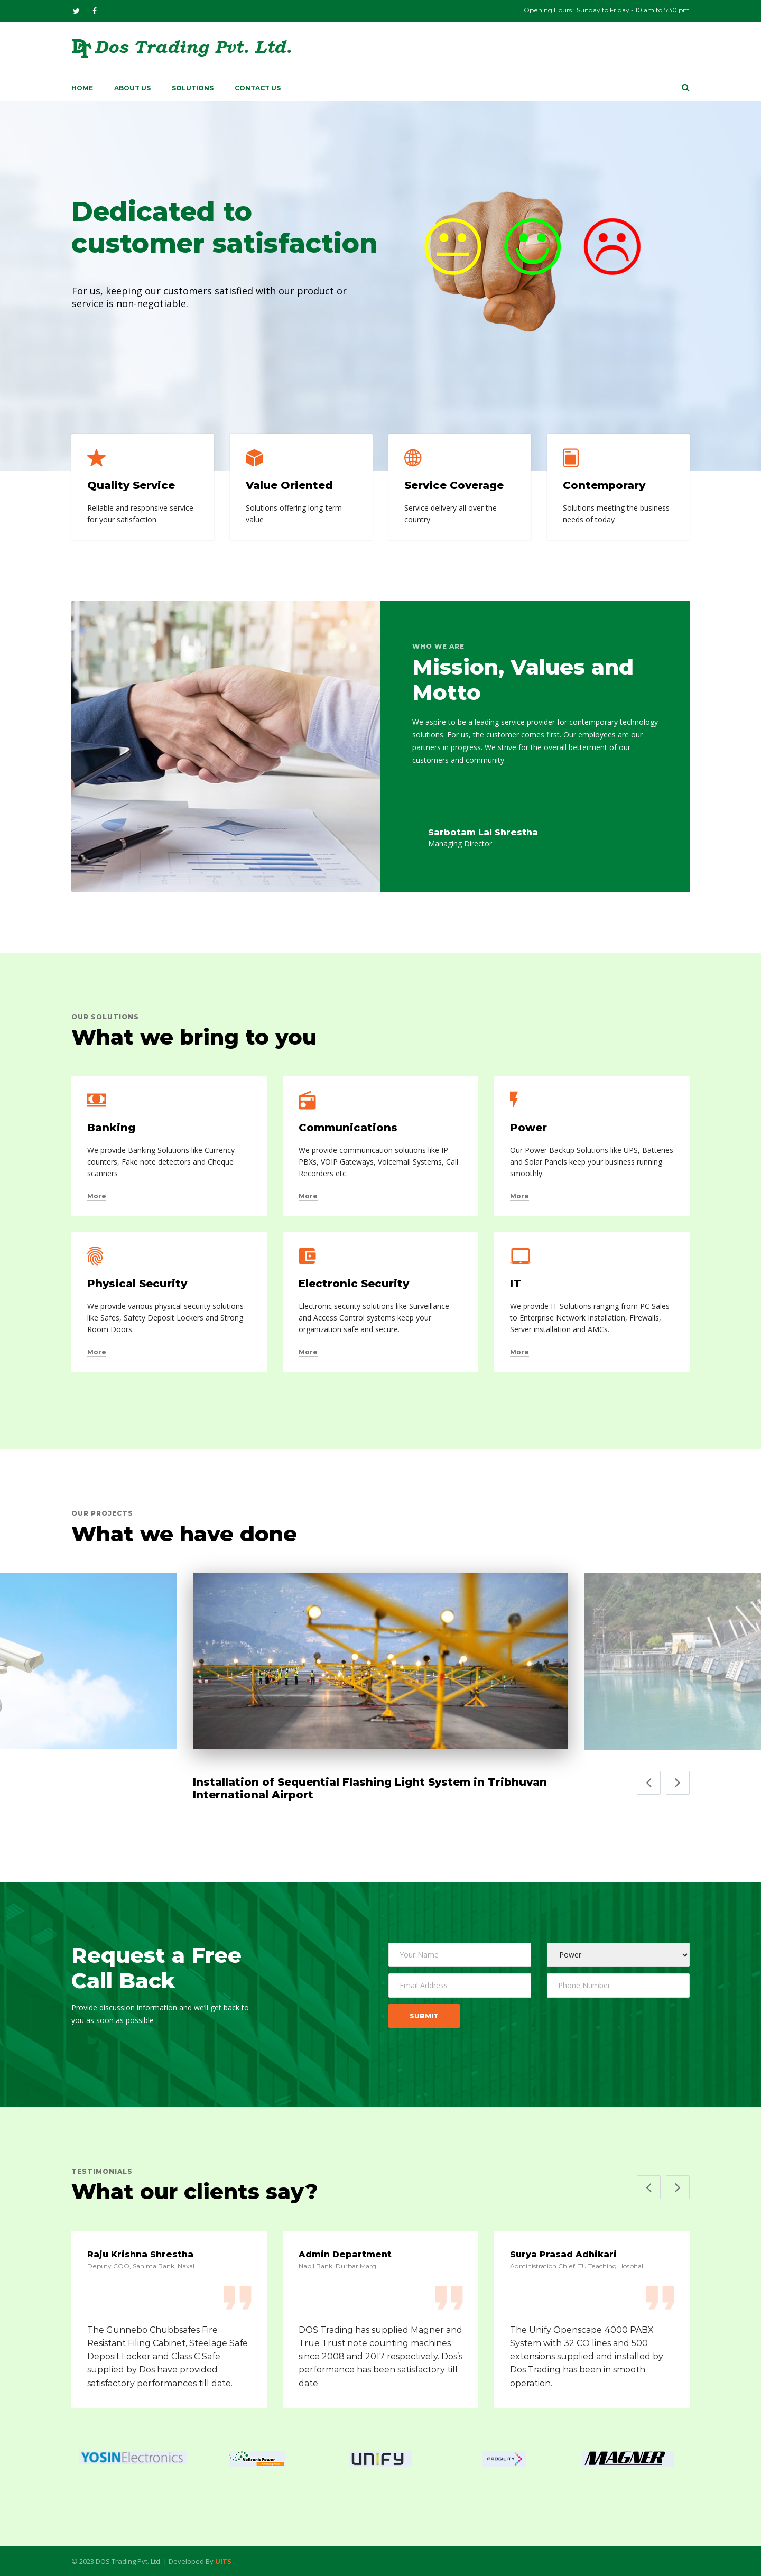 Opening Hours : Sunday to Friday - 10 am to 5:30 pm
DT Dos Trading Pvt. Ltd.
HOME ABOUT US SOLUTIONS CONTACT US
Dedicated to
customer satisfaction
For us, keeping our customers satisfied with our product or
service is non-negotiable.
Quality Service
Reliable and responsive service
for your satisfaction
Value Oriented
Solutions offering long-term
value
Service Coverage
Service delivery all over the
country
Contemporary
Solutions meeting the business
needs of today
WHO WE ARE
Mission, Values and
Motto
We aspire to be a leading service provider for contemporary technology
solutions. For us, the customer comes first. Our employees are our
partners in progress. We strive for the overall betterment of our
customers and community.
Sarbotam Lal Shrestha
Managing Director
OUR SOLUTIONS
What we bring to you
Banking
We provide Banking Solutions like Currency
counters, Fake note detectors and Cheque
scanners
More
Communications
We provide communication solutions like IP
PBXs, VOIP Gateways, Voicemail Systems, Call
Recorders etc.
More
Power
Our Power Backup Solutions like UPS, Batteries
and Solar Panels keep your business running
smoothly.
More
Physical Security
We provide various physical security solutions
like Safes, Safety Deposit Lockers and Strong
Room Doors.
More
Electronic Security
Electronic security solutions like Surveillance
and Access Control systems keep your
organization safe and secure.
More
IT
We provide IT Solutions ranging from PC Sales
to Enterprise Network Installation, Firewalls,
Server installation and AMCs.
More
OUR PROJECTS
What we have done
Installation of Sequential Flashing Light System in Tribhuvan
International Airport
Request a Free
Call Back
Provide discussion information and we'll get back to
you as soon as possible
Your Name
Power
Email Address
Phone Number
SUBMIT
TESTIMONIALS
What our clients say?
Raju Krishna Shrestha
Deputy COO, Sanima Bank, Naxal
The Gunnebo Chubbsafes Fire
Resistant Filing Cabinet, Steelage Safe
Deposit Locker and Class C Safe
supplied by Dos have provided
satisfactory performances till date.
Admin Department
Nabil Bank, Durbar Marg
DOS Trading has supplied Magner and
True Trust note counting machines
since 2008 and 2017 respectively. Dos's
performance has been satisfactory till
date.
Surya Prasad Adhikari
Administration Chief, TU Teaching Hospital
The Unify Openscape 4000 PABX
System with 32 CO lines and 500
extensions supplied and installed by
Dos Trading has been in smooth
operation.
YOSINElectronics
VoltronicPower
UNIFY
PROSILITY
MAGNER
© 2023 DOS Trading Pvt. Ltd. | Developed By UITS